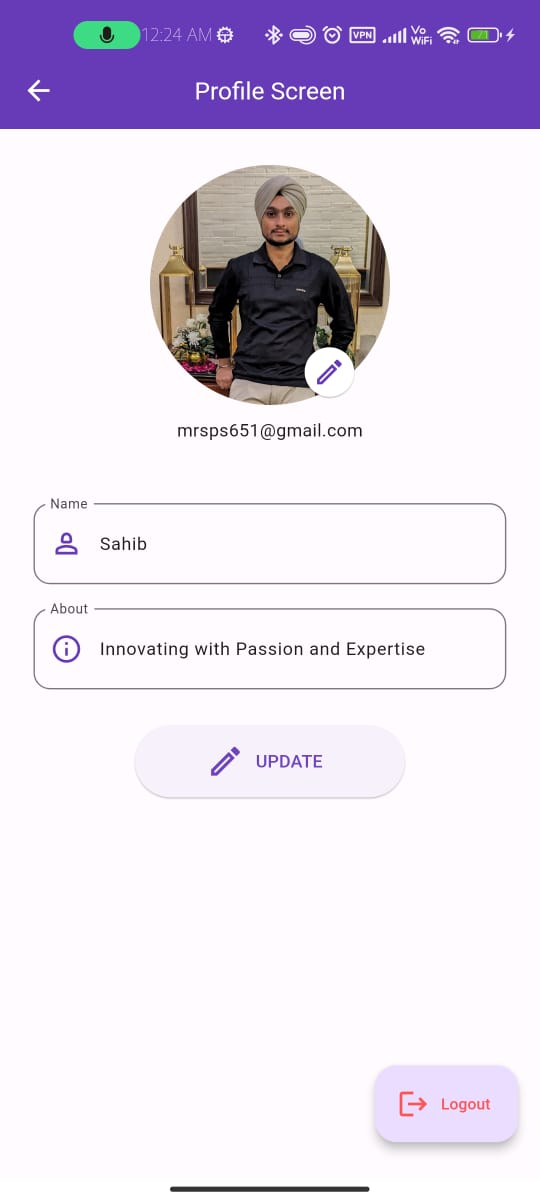 12:24 AM VPN Vo WiFi 71
Profile Screen
mrsps651@gmail.com
Name
Sahib
About
Innovating with Passion and Expertise
UPDATE
Logout